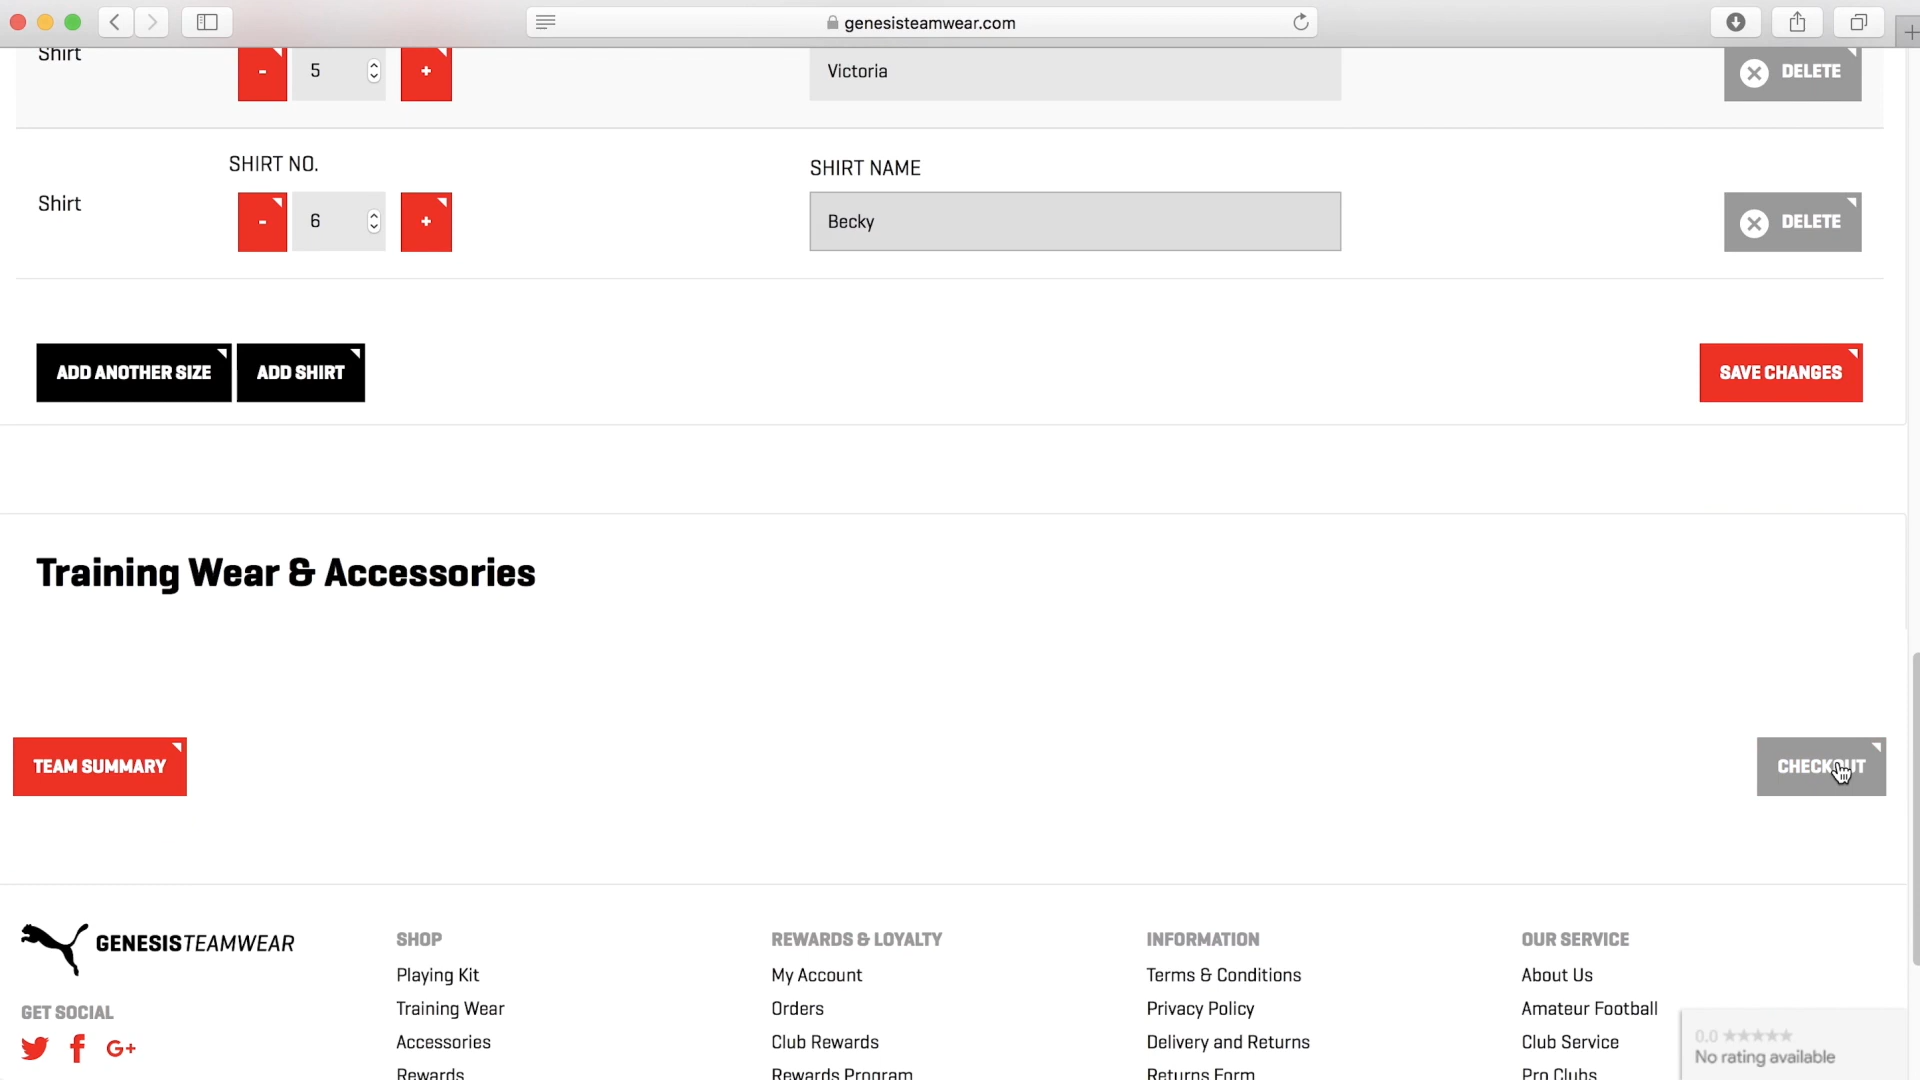 genesisteamwear.com
Shirt
-
5
+
Victoria
DELETE
SHIRT NO.
SHIRT NAME
Shirt
-
6
+
Becky
DELETE
ADD ANOTHER SIZE
ADD SHIRT
SAVE CHANGES
Training Wear & Accessories
TEAM SUMMARY
CHECKOUT
GENESISTEAMWEAR
GET SOCIAL
G+
SHOP
Playing Kit
Training Wear
Accessories
Rewards
REWARDS & LOYALTY
My Account
Orders
Club Rewards
Rewards Program
INFORMATION
Terms & Conditions
Privacy Policy
Delivery and Returns
Returns Form
OUR SERVICE
About Us
Amateur Football
Club Service
Pro Clubs
0.0 ★★★★★
No rating available